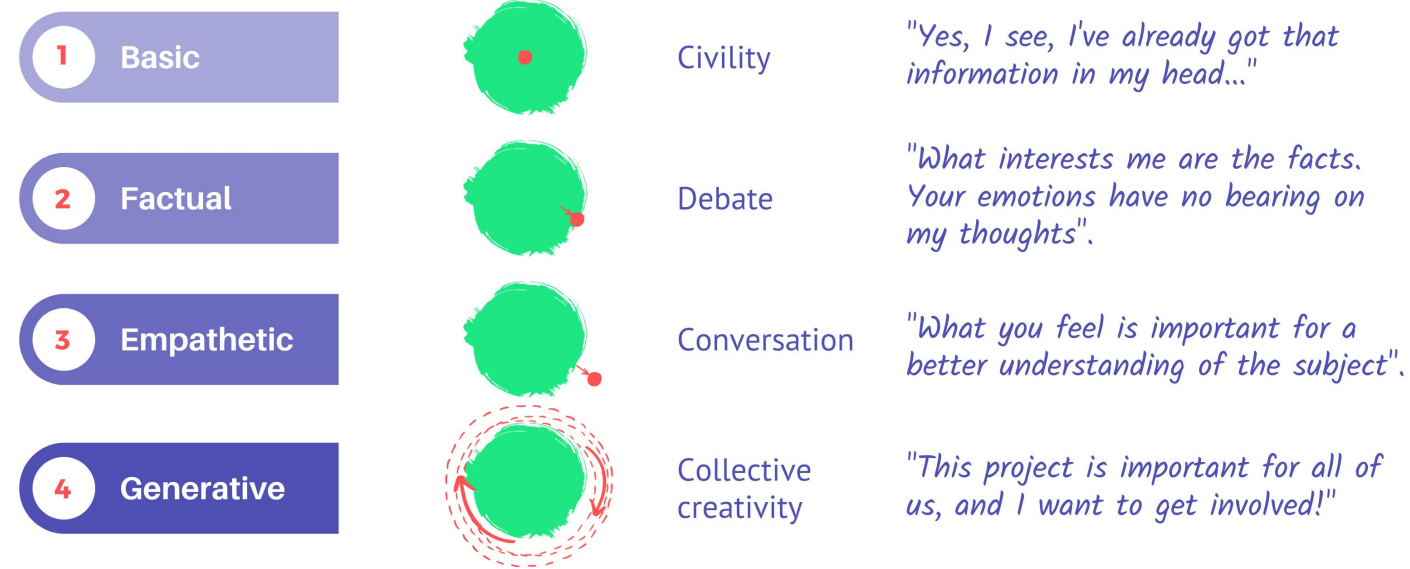 1 Basic
Civility
"Yes, I see, I've already got that
information in my head..."
2 Factual
Debate
"What interests me are the facts.
Your emotions have no bearing on
my thoughts".
3 Empathetic
Conversation
"What you feel is important for a
better understanding of the subject".
4 Generative
Collective
creativity
"This project is important for all of
us, and I want to get involved!"